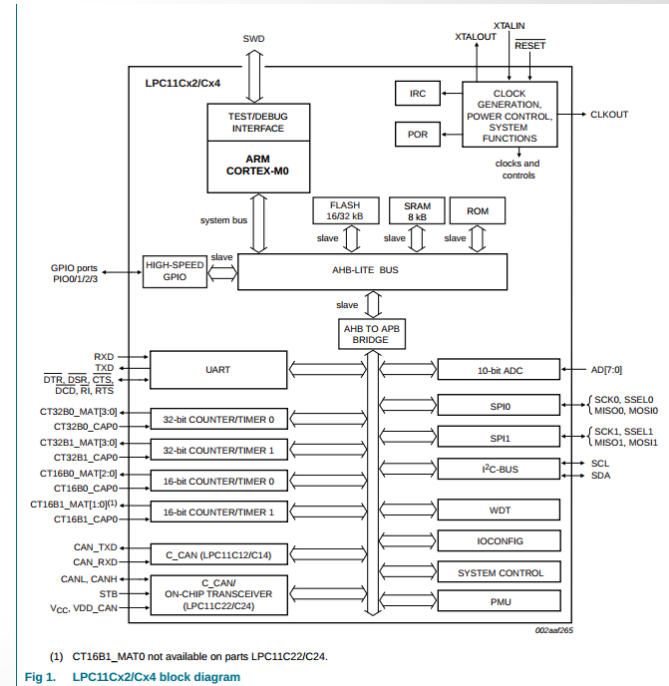 SWD
XTALIN
XTALOUT
RESET
LPC11Cx2/Cx4
TEST/DEBUG
INTERFACE
ARM
CORTEX-M0
IRC
POR
CLOCK
GENERATION,
POWER CONTROL,
SYSTEM
FUNCTIONS
CLKOUT
clocks and
controls
system bus
FLASH
16/32 kB
SRAM
8 kB
ROM
slave
slave
slave
GPIO ports
PIO0/1/2/3
HIGH-SPEED
GPIO
slave
AHB-LITE BUS
slave
AHB TO APB
BRIDGE
RXD
TXD
DTR, DSR, CTS,
DCD, RI, RTS
UART
10-bit ADC
AD[7:0]
CT32B0_MAT[3:0]
CT32B0_CAP0
32-bit COUNTER/TIMER 0
SPI0
SCK0, SSEL0
MISO0, MOSI0
CT32B1_MAT[3:0]
CT32B1_CAP0
32-bit COUNTER/TIMER 1
SPI1
SCK1, SSEL1
MISO1, MOSI1
CT16B0_MAT[2:0]
CT16B0_CAP0
16-bit COUNTER/TIMER 0
I²C-BUS
SCL
SDA
CT16B1_MAT[1:0](1)
CT16B1_CAP0
16-bit COUNTER/TIMER 1
WDT
IOCONFIG
CAN_TXD
CAN_RXD
C_CAN (LPC11C12/C14)
SYSTEM CONTROL
CANL, CANH
STB
VCC, VDD_CAN
C_CAN/
ON-CHIP TRANSCEIVER
(LPC11C22/C24)
PMU
002aaf265
(1) CT16B1_MAT0 not available on parts LPC11C22/C24.
Fig 1. LPC11Cx2/Cx4 block diagram